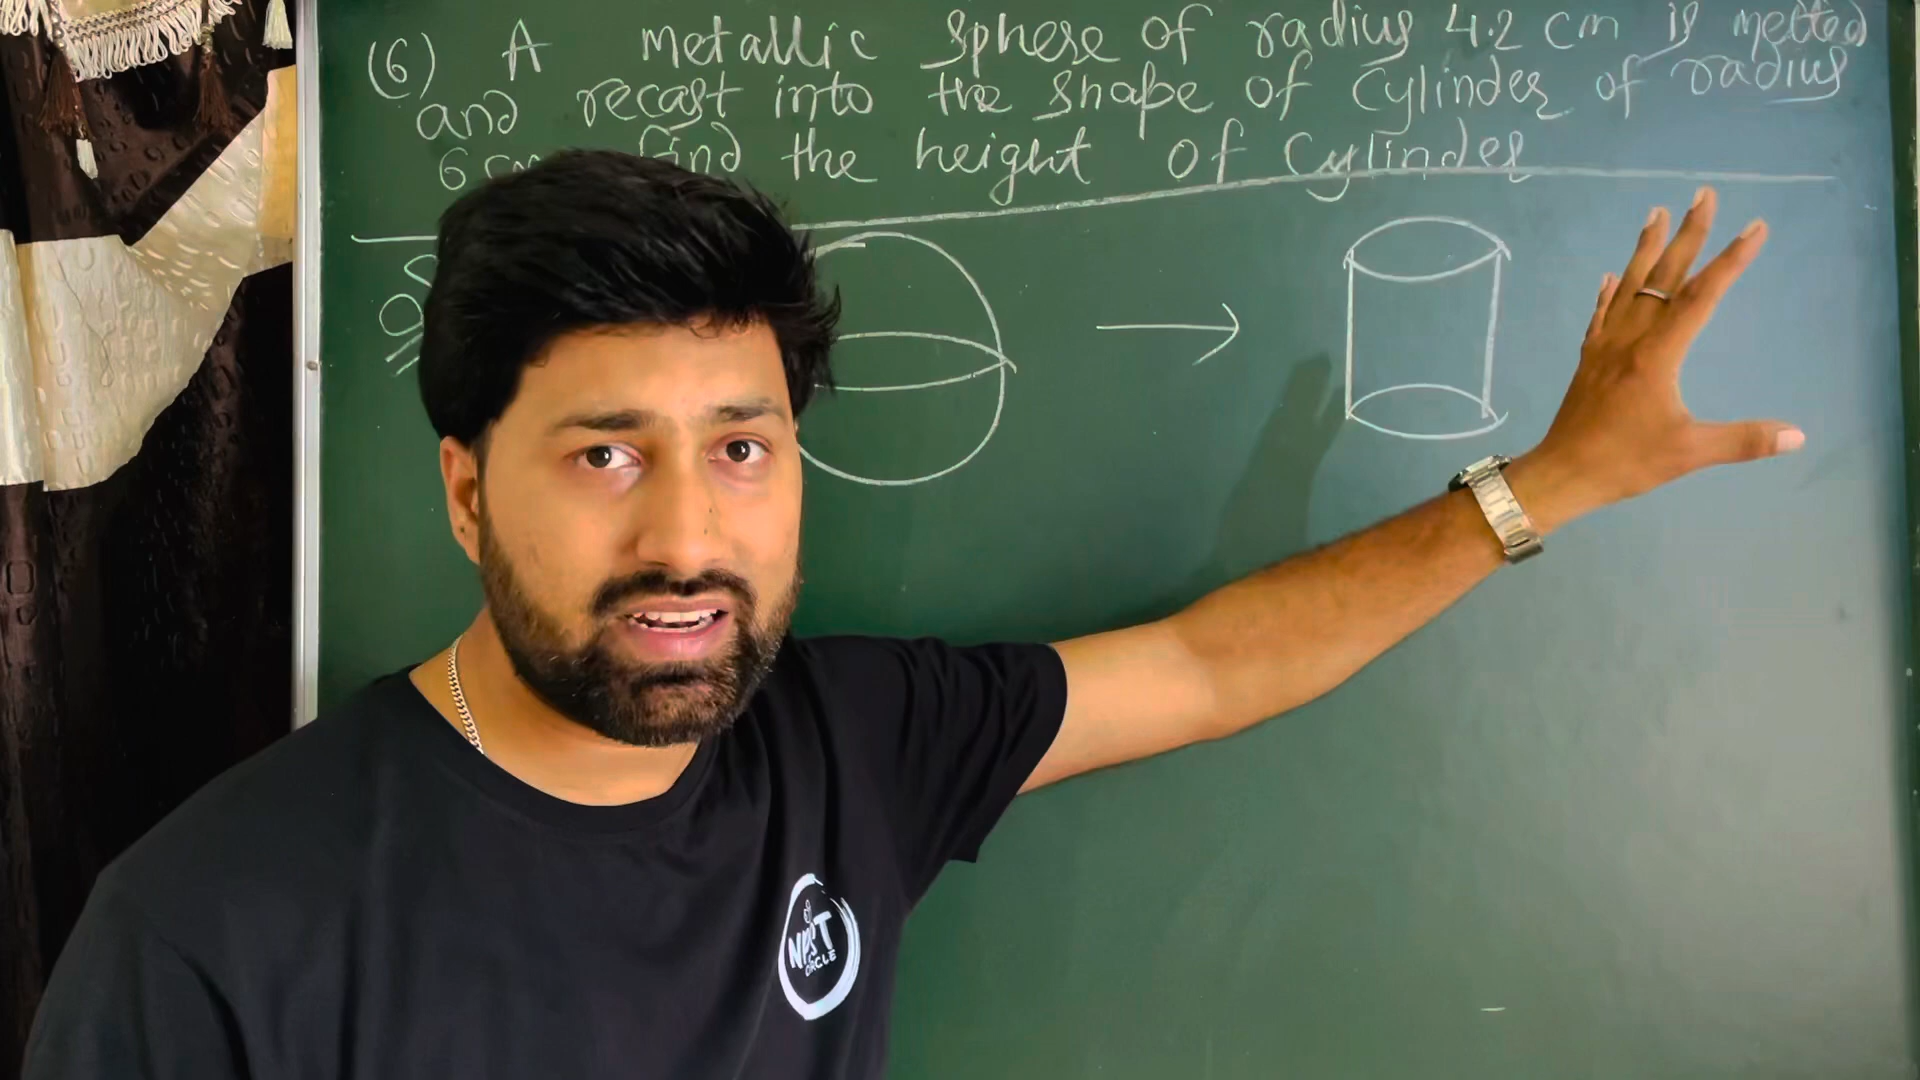 (6) A metallic sphere of radius 4.2 cm is melted
and recast into the shape of cylinder of radius
6 cm Find the height of cylinder
CIRCLE